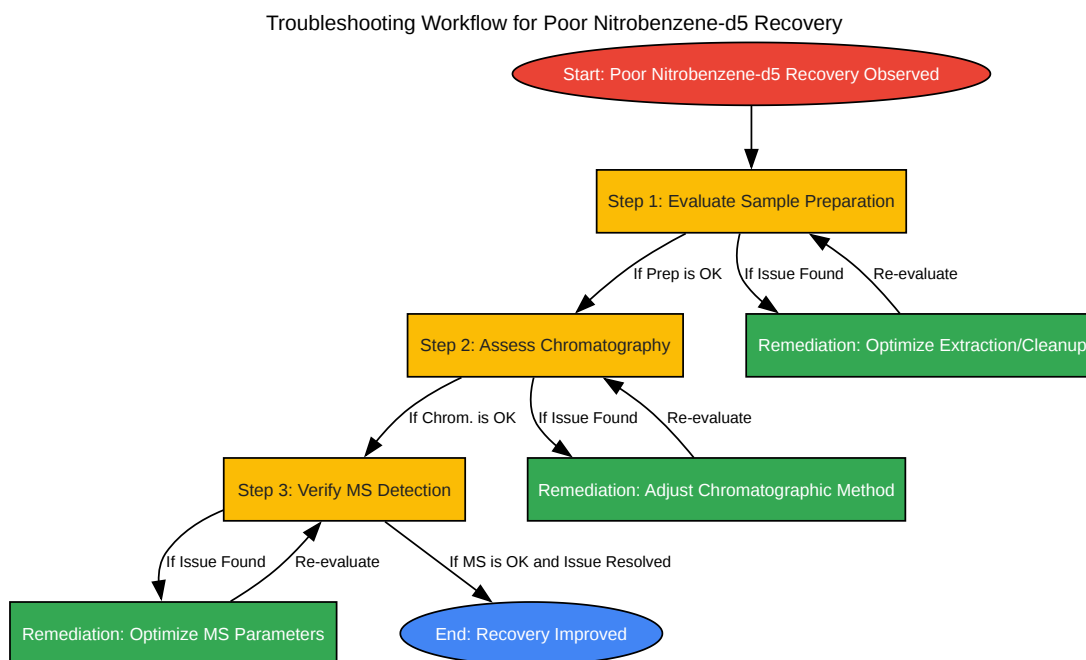 Troubleshooting Workflow for Poor Nitrobenzene-d5 Recovery
Start: Poor Nitrobenzene-d5 Recovery Observed
Step 1: Evaluate Sample Preparation
If Prep is OK
If Issue Found
Re-evaluate
Step 2: Assess Chromatography
Remediation: Optimize Extraction/Cleanup
If Chrom. is OK
If Issue Found
Re-evaluate
Step 3: Verify MS Detection
Remediation: Adjust Chromatographic Method
If Issue Found
Re-evaluate
If MS is OK and Issue Resolved
Remediation: Optimize MS Parameters
End: Recovery Improved